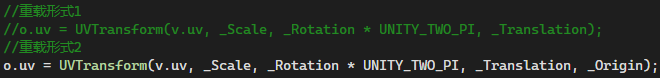 //重载形式1
//o.uv = UVTransform(v.uv, _Scale, _Rotation * UNITY_TWO_PI, _Translation);
//重载形式2
o.uv = UVTransform(v.uv, _Scale, _Rotation * UNITY_TWO_PI, _Translation, _Origin);